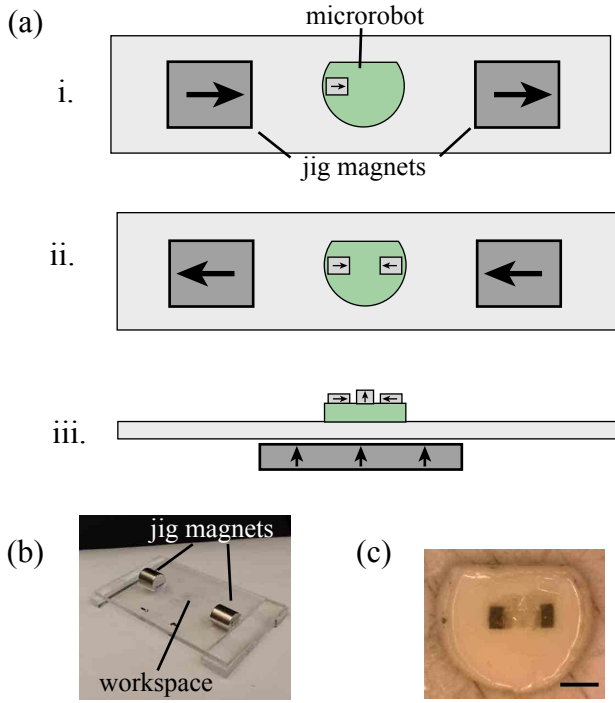 (a)
microrobot
i.
jig magnets
ii.
iii.
(b)
jig magnets
workspace
(c)